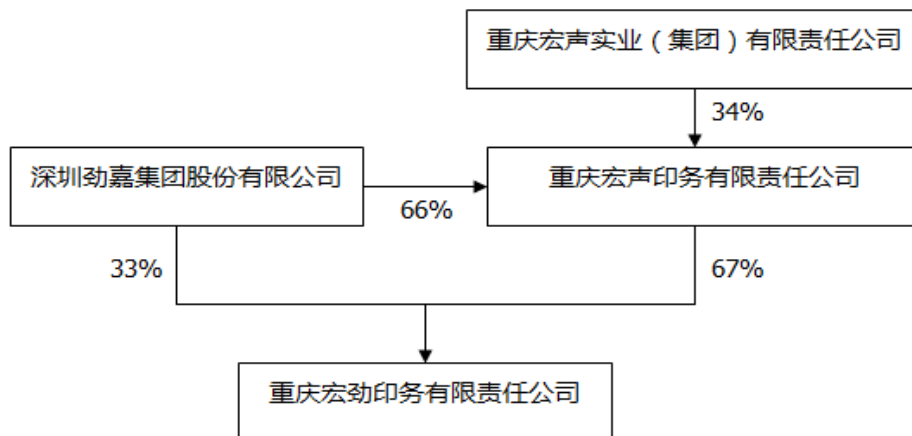 重庆宏声实业（集团）有限责任公司
34%
深圳劲嘉集团股份有限公司
重庆宏声印务有限责任公司
66%
33%
67%
重庆宏劲印务有限责任公司